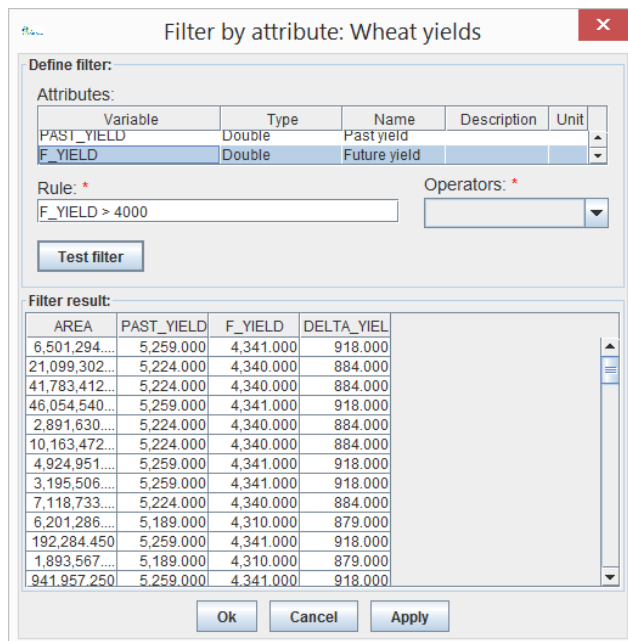 Filter by attribute: Wheat yields
Define filter:
Attributes:
Variable Type Name Description Unit
PAST_YIELD Double Past yield
F_YIELD Double Future yield
Rule: * Operators: *
F_YIELD > 4000
Test filter
Filter result:
AREA PAST_YIELD F_YIELD DELTA_YIEL
6,501,294.... 5,259.000 4,341.000 918.000
21,099,302... 5,224.000 4,340.000 884.000
41,783,412... 5,224.000 4,340.000 884.000
46,054,540... 5,259.000 4,341.000 918.000
2,891,630.... 5,224.000 4,340.000 884.000
10,163,472... 5,224.000 4,340.000 884.000
4,924,951.... 5,259.000 4,341.000 918.000
3,195,506.... 5,259.000 4,341.000 918.000
7,118,733.... 5,224.000 4,340.000 884.000
6,201,286.... 5,189.000 4,310.000 879.000
192,284.450 5,259.000 4,341.000 918.000
1,893,567.... 5,189.000 4,310.000 879.000
941,957.250 5,259.000 4,341.000 918.000
Ok Cancel Apply